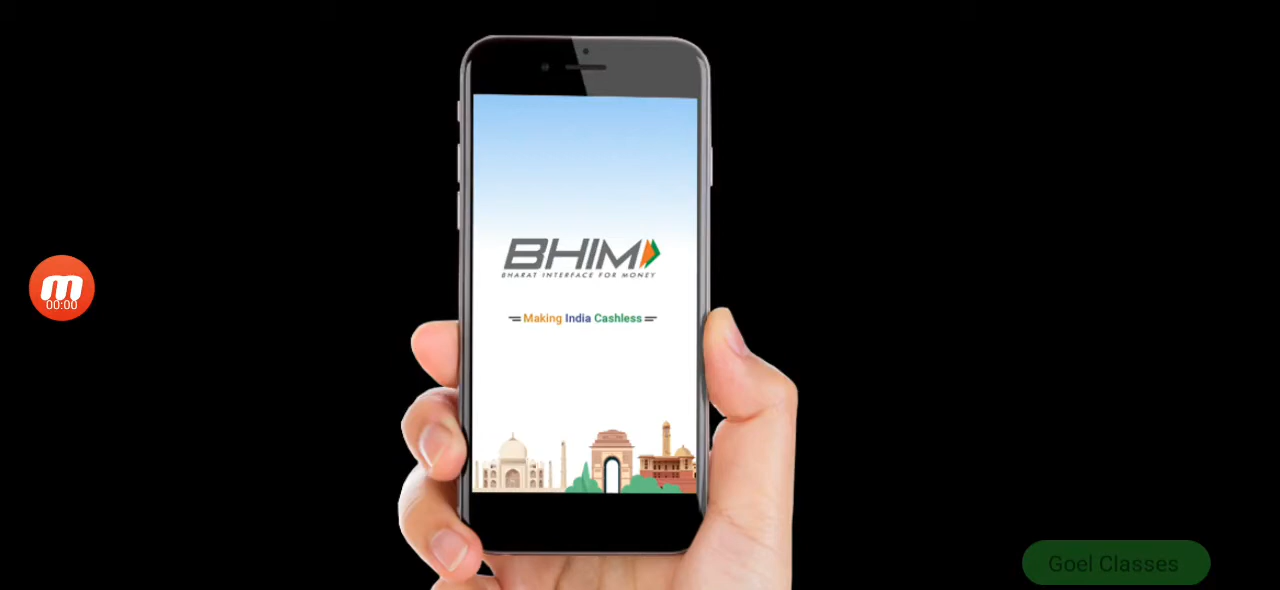 BHIM
BHARAT INTERFACE FOR MONEY
Making India Cashless
m
00:00
Goel Classes